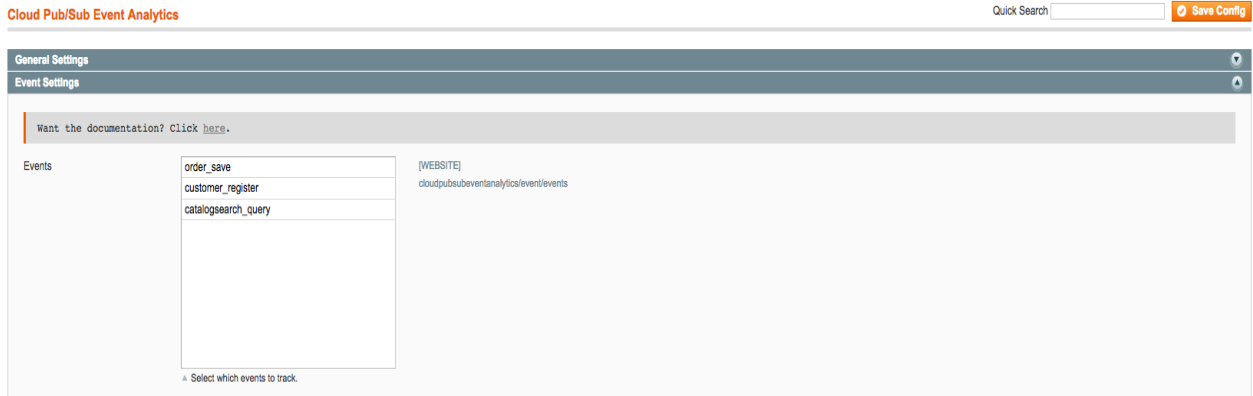 Cloud Pub/Sub Event Analytics
Quick Search
Save Config
General Settings
Event Settings
Want the documentation? Click here.
Events
order_save
customer_register
catalogsearch_query
[WEBSITE]
cloudpubsubeventanalytics/event/events
Select which events to track.